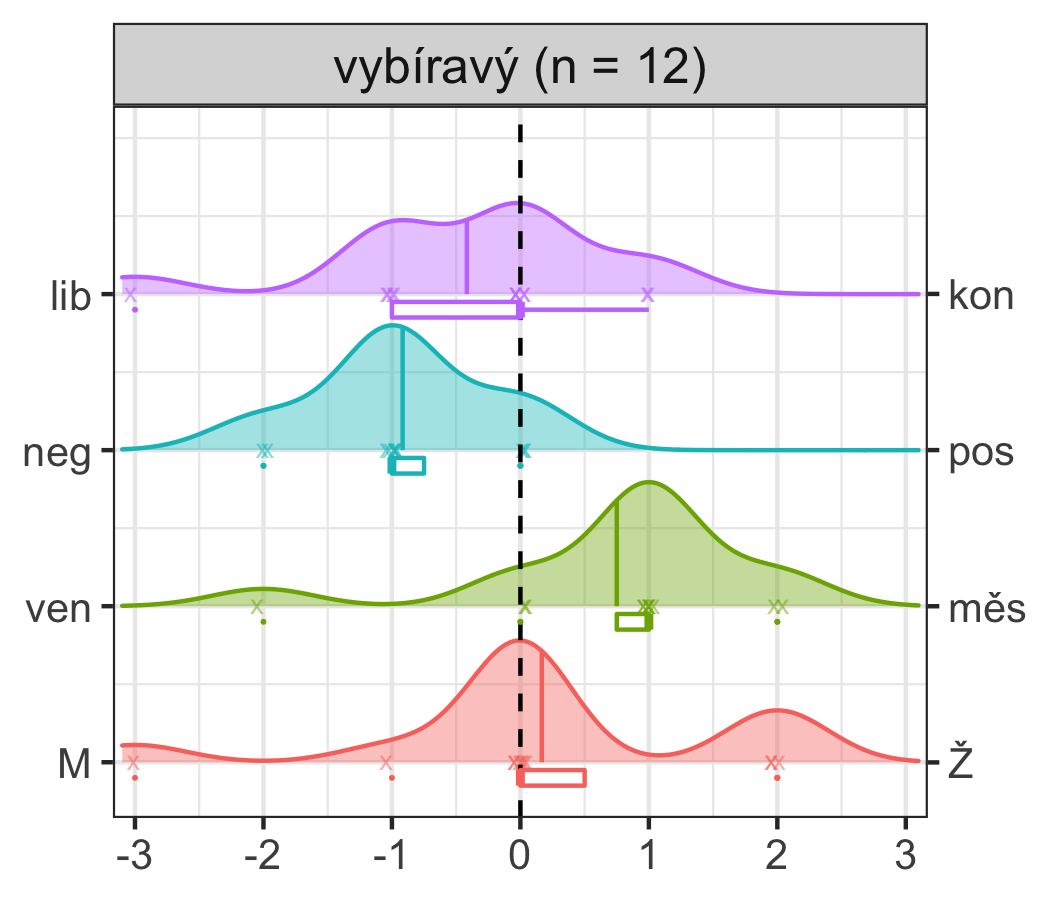 vybíravý (n = 12)
lib kon
neg pos
ven měs
M Ž
-3 -2 -1 0 1 2 3